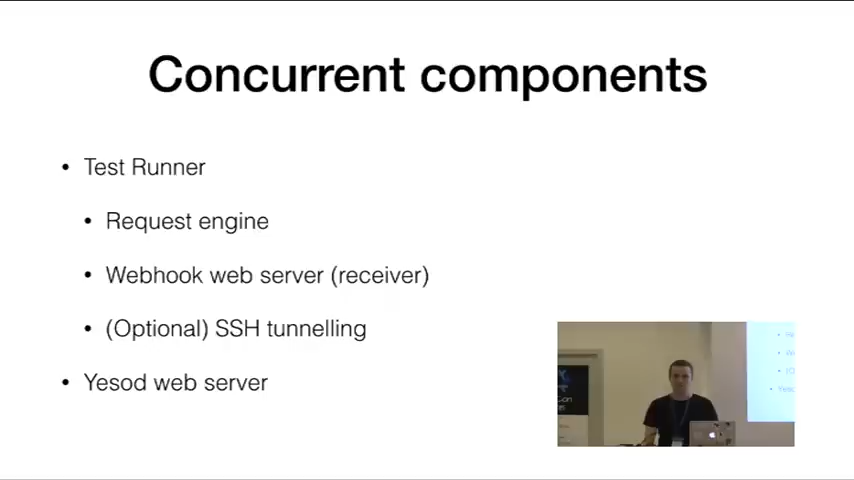 Concurrent components
• Test Runner
• Request engine
• Webhook web server (receiver)
• (Optional) SSH tunnelling
• Yesod web server